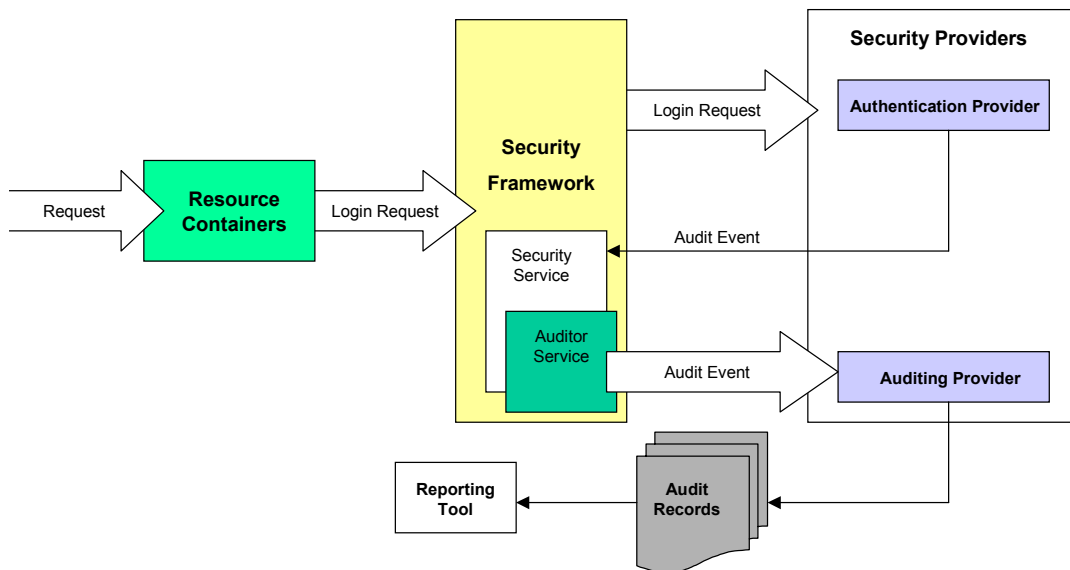 Security Providers
Authentication Provider
Login Request
Security
Framework
Request
Resource
Containers
Login Request
Audit Event
Security
Service
Auditor
Service
Audit Event
Auditing Provider
Reporting
Tool
Audit
Records